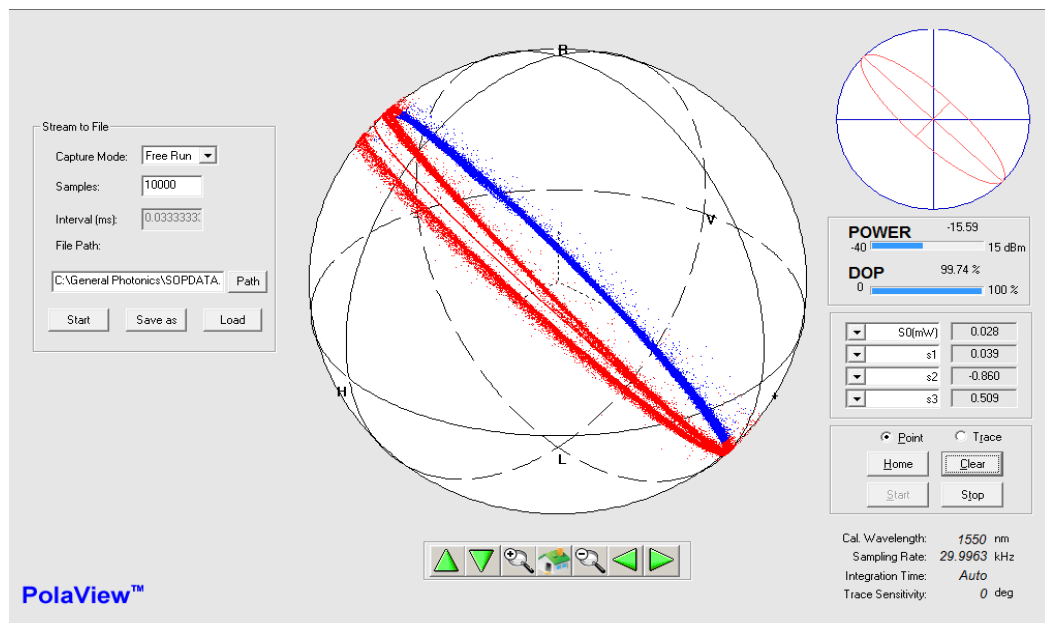 Stream to File
Capture Mode: Free Run
Samples: 10000
Interval (ms): 0.0333333
File Path:
C:\General Photonics\SOPDATA. Path
Start Save as Load
R
V
H
+
L
POWER -15.59
-40 15 dBm
DOP 99.74 %
0 100 %
S0(mW) 0.028
s1 0.039
s2 -0.860
s3 0.509
Point Trace
Home Clear
Start Stop
Cal. Wavelength: 1550 nm
Sampling Rate: 29.9963 kHz
Integration Time: Auto
Trace Sensitivity: 0 deg
PolaView™